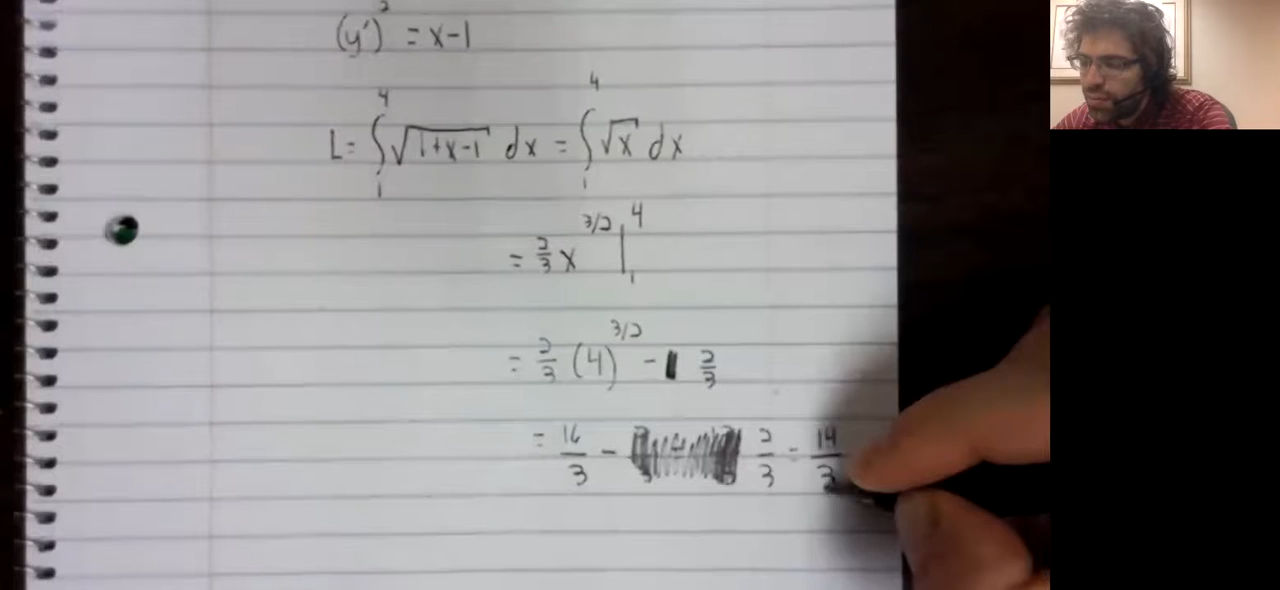 (y')² = x-1
L = ∫₁⁴ √(1+x-1) dx = ∫₁⁴ √x dx
= 2/3 x^(3/2) |₁⁴
= 2/3 (4)^(3/2) - 2/3
= 16/3 - 2/3 = 14/3